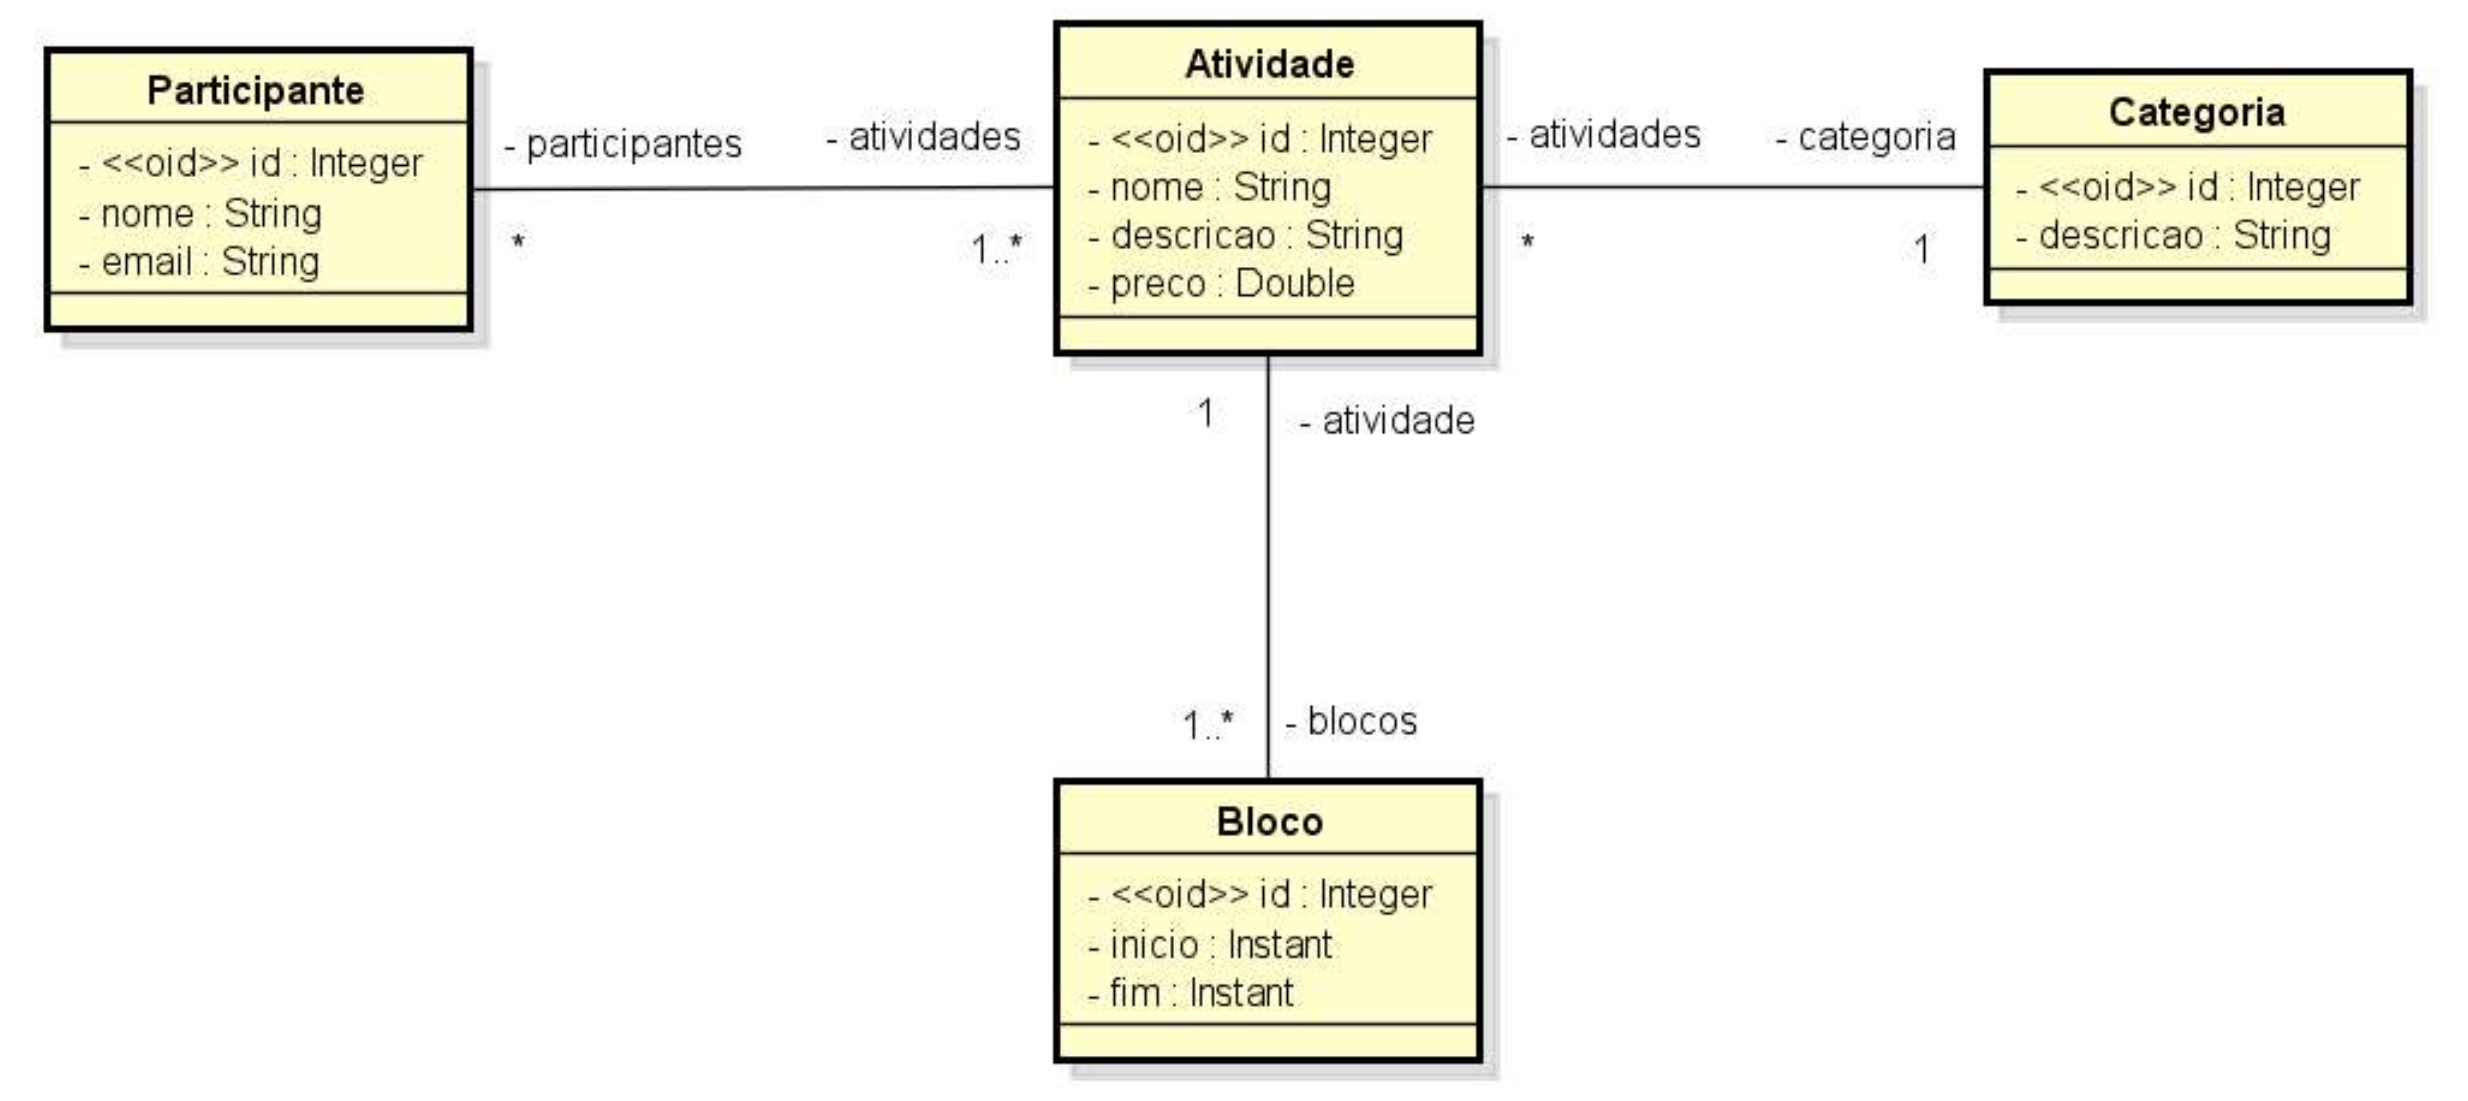 Participante
- <<oid>> id : Integer
- nome : String
- email : String
- participantes
*
- atividades
1..*
Atividade
- <<oid>> id : Integer
- nome : String
- descricao : String
- preco : Double
- atividades
*
- categoria
1
Categoria
- <<oid>> id : Integer
- descricao : String
1
- atividade
1..*
- blocos
Bloco
- <<oid>> id : Integer
- inicio : Instant
- fim : Instant